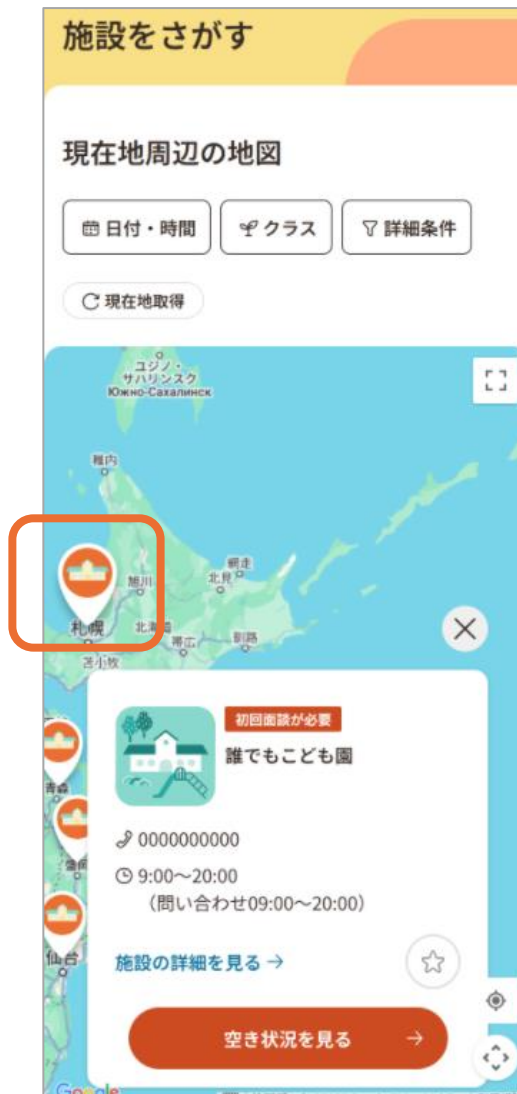 施設をさがす
現在地周辺の地図
日付・時間
クラス
詳細条件
現在地取得
ユジノ・
サハリンスク
Южно-Сахалинск
稚内
網走
旭川
北見
札幌
北海道
帯広
釧路
苫小牧
初回面談が必要
誰でもこども園
青森
0000000000
盛岡
9:00～20:00
（問い合わせ09:00～20:00）
仙台
施設の詳細を見る →
空き状況を見る →
Google